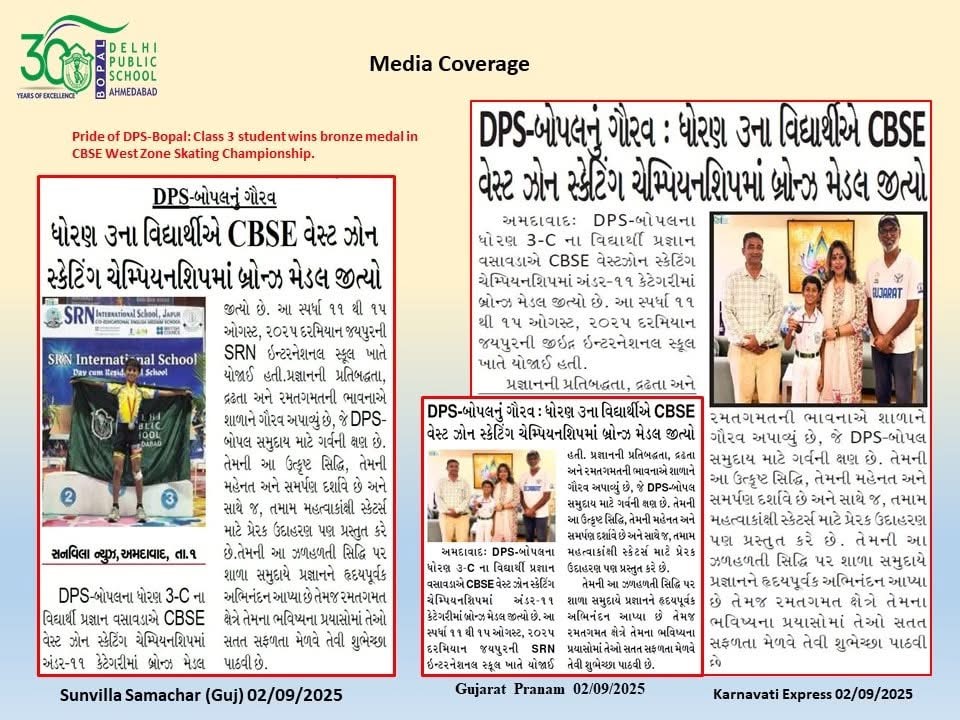 30
YEARS OF EXCELLENCE
BOPAL
DELHI
PUBLIC
SCHOOL
AHMEDABAD
Media Coverage
Pride of DPS-Bopal: Class 3 student wins bronze medal in
CBSE West Zone Skating Championship.
DPS-બોપલનું ગૌરવ
ધોરણ ૩ના વિદ્યાર્થીએ CBSE વેસ્ટ ઝોન
સ્કેટિંગ ચેમ્પિયનશિપમાં બ્રોન્ઝ મેડલ જીત્યો
SRN International School, Jaipur
SRN International School
Day cum Residential School
2
3
સનવિલા ન્યુઝ,અમદાવાદ, તા.૧
DPS-બોપલના ધોરણ 3-C ના
વિદ્યાર્થી પ્રજ્ઞાન વસાવડાએ CBSE
વેસ્ટ ઝોન સ્કેટિંગ ચેમ્પિયનશિપમાં
અંડર-૧૧ કેટેગરીમાં બ્રોન્ઝ મેડલ
જીત્યો છે. આ સ્પર્ધા ૧૧ થી ૧૫
ઓગસ્ટ, ૨૦૨૫ દરમિયાન જયપુરની
SRN ઇન્ટરનેશનલ સ્કૂલ ખાતે
યોજાઈ હતી.પ્રજ્ઞાનની પ્રતિબદ્ધતા,
દ્રઢતા અને રમતગમતની ભાવનાએ
શાળાને ગૌરવ અપાવ્યું છે, જે DPS-
બોપલ સમુદાય માટે ગર્વની ક્ષણ છે.
તેમની આ ઉત્કૃષ્ટ સિદ્ધિ, તેમની
મહેનત અને સમર્પણ દર્શાવે છે અને
સાથે જ, તમામ મહત્વાકાંક્ષી સ્કેટર્સ
માટે પ્રેરક ઉદાહરણ પણ પ્રસ્તુત કરે
છે.તેમની આ ઝળહળતી સિદ્ધિ પર
શાળા સમુદાયે પ્રજ્ઞાનને હૃદયપૂર્વક
અભિનંદન આપ્યા છે તેમજ રમતગમત
ક્ષેત્રે તેમના ભવિષ્યના પ્રયાસોમાં તેઓ
સતત સફળતા મેળવે તેવી શુભેચ્છા
પાઠવી છે.
Sunvilla Samachar (Guj) 02/09/2025
DPS-બોપલનું ગૌરવ : ધોરણ ૩ના વિદ્યાર્થીએ CBSE
વેસ્ટ ઝોન સ્કેટિંગ ચેમ્પિયનશિપમાં બ્રોન્ઝ મેડલ જીત્યો
અમદાવાદ: DPS-બોપલના
ધોરણ 3-C ના વિદ્યાર્થી પ્રજ્ઞાન
વસાવડાએ CBSE વેસ્ટઝોન સ્કેટિંગ
ચેમ્પિયનશિપમાં અંડર-૧૧ કેટેગરીમાં
બ્રોન્ઝ મેડલ જીત્યો છે. આ સ્પર્ધા ૧૧
થી ૧૫ ઓગસ્ટ, ૨૦૨૫ દરમિયાન
જયપુરની ઇન્ટરનેશનલ સ્કૂલ
ખાતે યોજાઈ હતી.
પ્રજ્ઞાનની પ્રતિબદ્ધતા, દ્રઢતા અને
GUJARAT
રમતગમતની ભાવનાએ શાળાને ગૌરવ
અપાવ્યું છે, જે DPS-બોપલ
સમુદાય માટે ગર્વની ક્ષણ છે. તેમની
આ ઉત્કૃષ્ટ સિદ્ધિ, તેમની મહેનત અને
સમર્પણ દર્શાવે છે અને સાથે જ, તમામ
મહત્વાકાંક્ષી સ્કેટર્સ માટે પ્રેરક ઉદાહરણ
પણ પ્રસ્તુત કરે છે. તેમની આ
ઝળહળતી સિદ્ધિ પર શાળા સમુદાયે
પ્રજ્ઞાનને હૃદયપૂર્વક અભિનંદન આપ્યા
છે તેમજ રમતગમત ક્ષેત્રે તેમના
ભવિષ્યના પ્રયાસોમાં તેઓ સતત
સફળતા મેળવે તેવી શુભેચ્છા પાઠવી
છે.
Karnavati Express 02/09/2025
DPS-બોપલનું ગૌરવ : ધોરણ ૩ના વિદ્યાર્થીએ CBSE
વેસ્ટ ઝોન સ્કેટિંગ ચેમ્પિયનશિપમાં બ્રોન્ઝ મેડલ જીત્યો
અમદાવાદ: DPS-બોપલના
ધોરણ ૩-C ના વિદ્યાર્થી પ્રજ્ઞાન
વસાવડાએ CBSE વેસ્ટ ઝોન સ્કેટિંગ
ચેમ્પિયનશિપમાં અંડર-૧૧
કેટેગરીમાં બ્રોન્ઝ મેડલ જીત્યો છે. આ
સ્પર્ધા ૧૧ થી ૧૫ ઓગસ્ટ, ૨૦૨૫
દરમિયાન જયપુરની SRN
ઇન્ટરનેશનલ સ્કૂલ ખાતે યોજાઈ
હતી. પ્રજ્ઞાનની પ્રતિબદ્ધતા, દ્રઢતા
અને રમતગમતની ભાવનાએ શાળાને
ગૌરવ અપાવ્યું છે, જે DPS-બોપલ
સમુદાય માટે ગર્વની ક્ષણ છે. તેમની
આ ઉત્કૃષ્ટ સિદ્ધિ, તેમની મહેનત અને
સમર્પણ દર્શાવે છે અને સાથે જ, તમામ
મહત્વાકાંક્ષી સ્કેટર્સ માટે પ્રેરક
ઉદાહરણ પણ પ્રસ્તુત કરે છે.
તેમની આ ઝળહળતી સિદ્ધિ પર
શાળા સમુદાયે પ્રજ્ઞાનને હૃદયપૂર્વક
અભિનંદન આપ્યા છે તેમજ
રમતગમત ક્ષેત્રે તેમના ભવિષ્યના
પ્રયાસોમાં તેઓ સતત સફળતા મેળવે
તેવી શુભેચ્છા પાઠવી છે.
Gujarat Pranam 02/09/2025